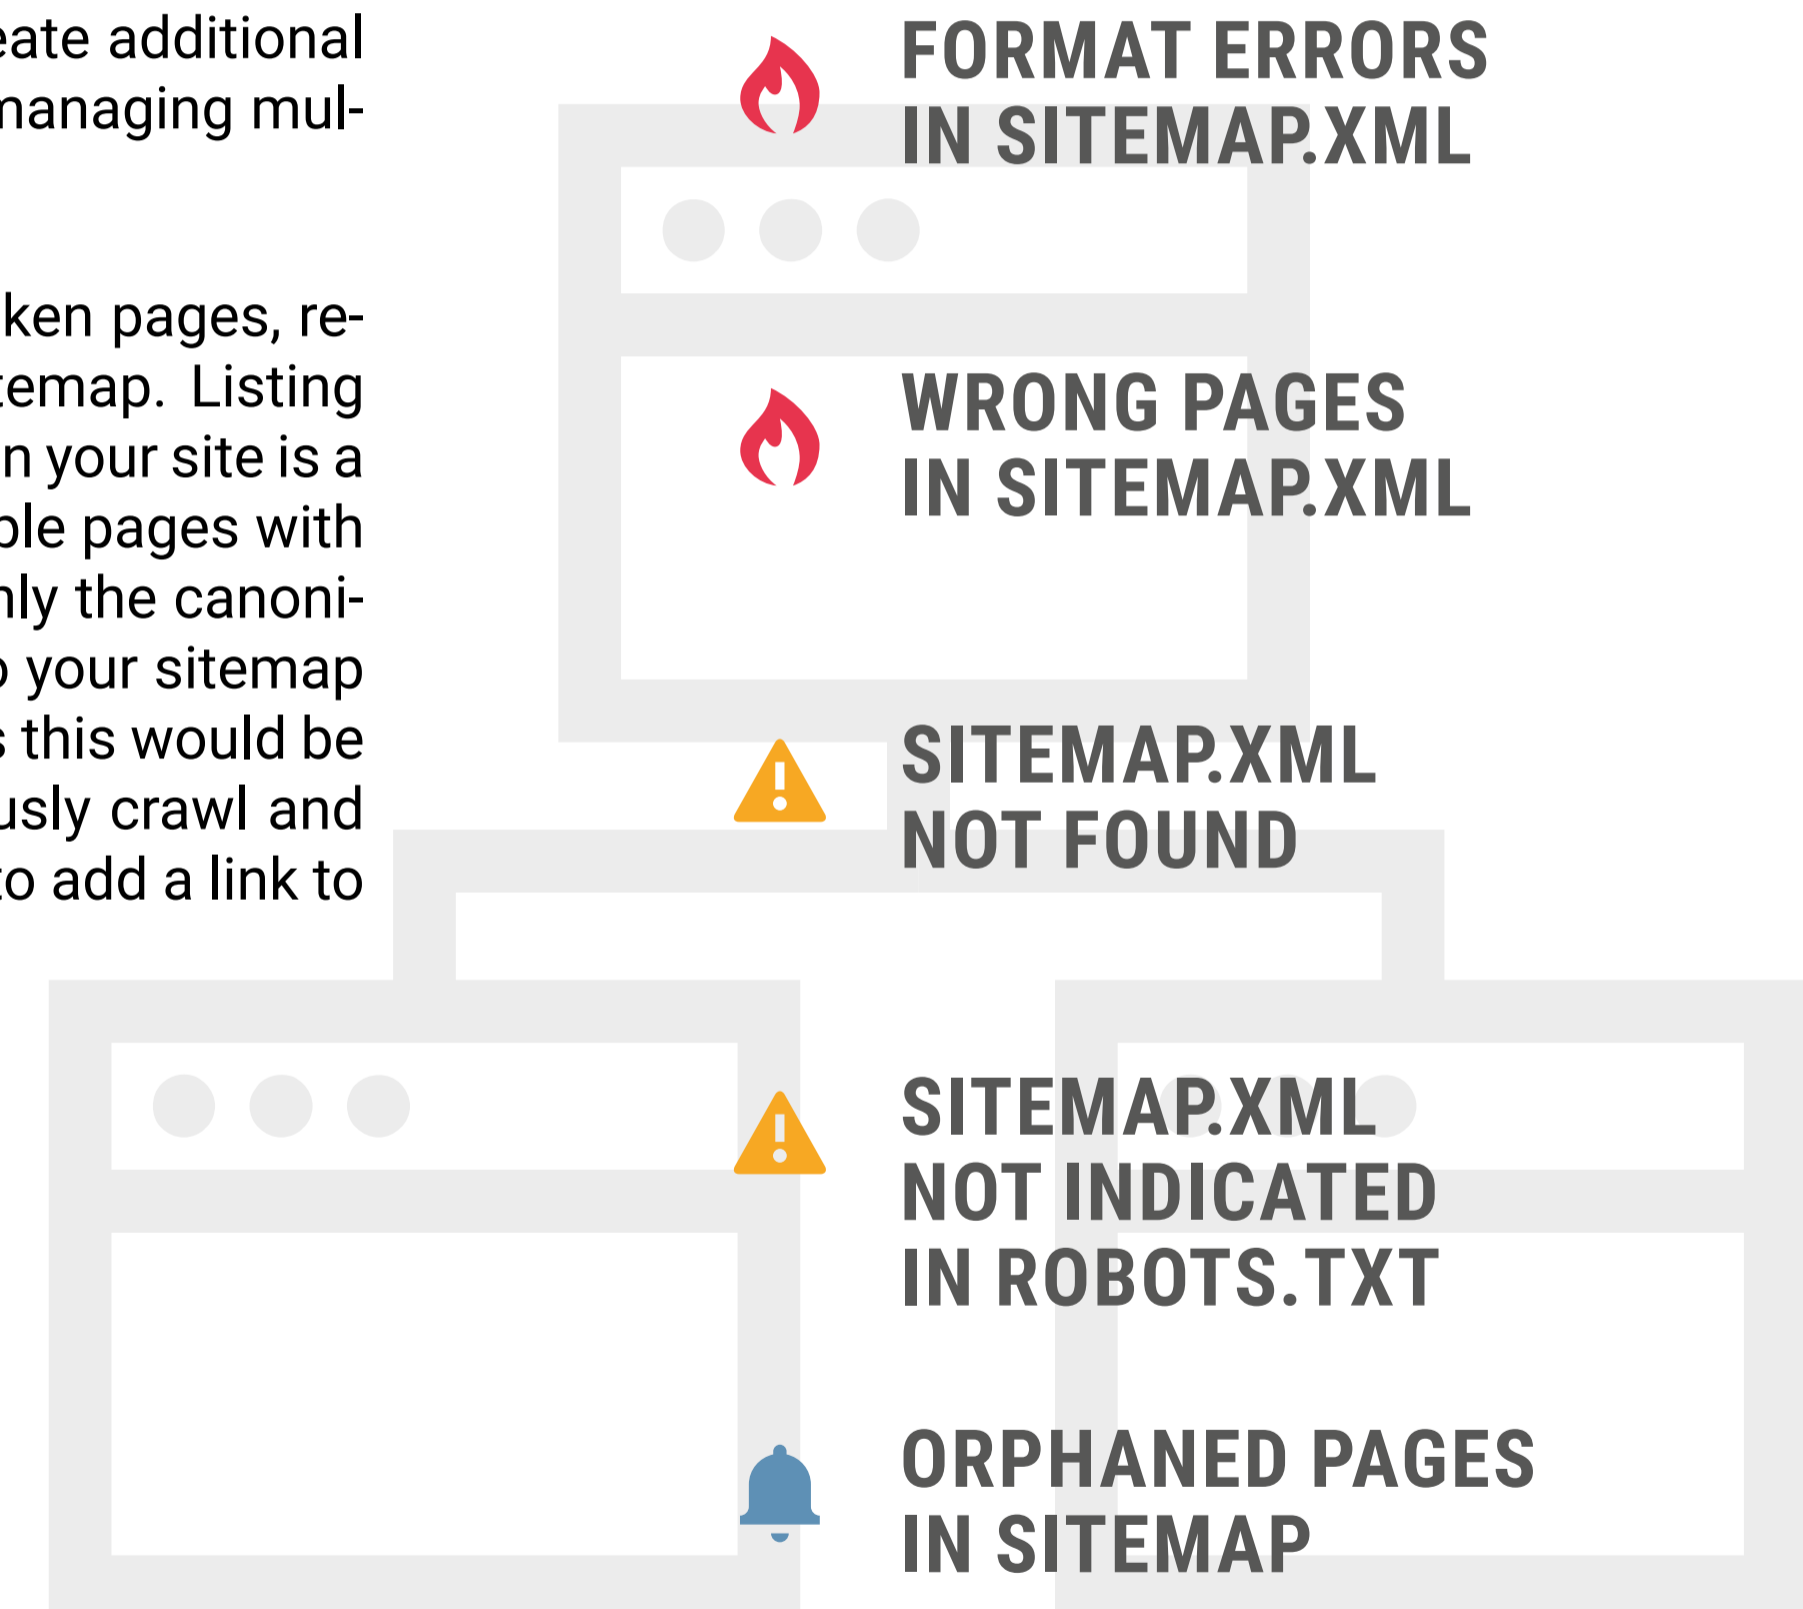 eate additional
managing mul-
ken pages, re-
temap. Listing
n your site is a
ble pages with
nly the canoni-
your sitemap
this would be
usly crawl and
to add a link to
FORMAT ERRORS
IN SITEMAP.XML
WRONG PAGES
IN SITEMAP.XML
SITEMAP.XML
NOT FOUND
SITEMAP.XML
NOT INDICATED
IN ROBOTS.TXT
ORPHANED PAGES
IN SITEMAP